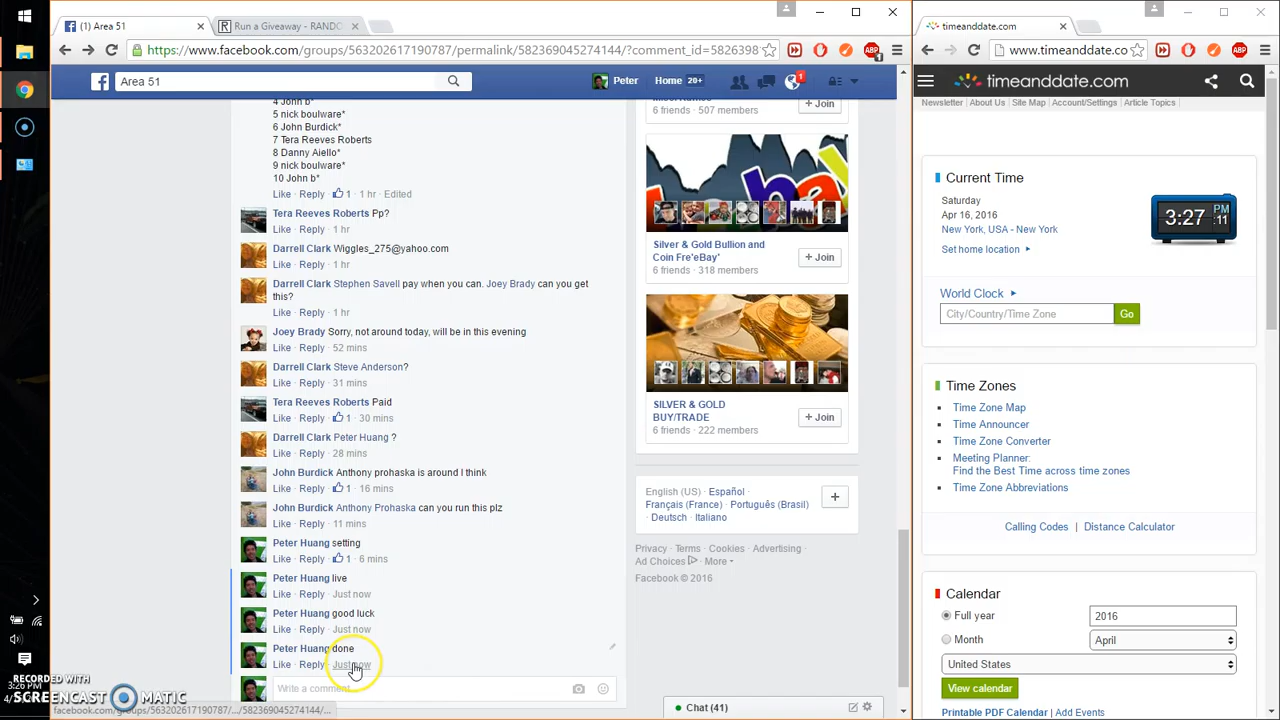 (1) Area 51
Run a Giveaway - RANDO
timeanddate.com
https://www.facebook.com/groups/563202617190787/permalink/582369045274144/?comment_id=5825398
www.timeanddate.co
Area 51
Peter
Home 20+
1
timeanddate.com
Newsletter
About Us
Site Map
Account/Settings
Article Topics
4 John b*
5 nick boulware*
6 John Burdick*
7 Tera Reeves Roberts
8 Danny Aiello*
9 nick boulware*
10 John b*
Like · Reply · 1 · 1 hr · Edited
Tera Reeves Roberts Pp?
Like · Reply · 1 hr
Darrell Clark Wiggles_275@yahoo.com
Like · Reply · 1 hr
Darrell Clark Stephen Savell pay when you can. Joey Brady can you get
this?
Like · Reply · 1 hr
Joey Brady Sorry, not around today, will be in this evening
Like · Reply · 52 mins
Darrell Clark Steve Anderson?
Like · Reply · 31 mins
Tera Reeves Roberts Paid
Like · Reply · 1 · 30 mins
Darrell Clark Peter Huang ?
Like · Reply · 28 mins
John Burdick Anthony prohaska is around I think
Like · Reply · 1 · 16 mins
John Burdick Anthony Prohaska can you run this plz
Like · Reply · 11 mins
Peter Huang setting
Like · Reply · 1 · 6 mins
Peter Huang live
Like · Reply · Just now
Peter Huang good luck
Like · Reply · Just now
Peter Huang done
Like · Reply · Just now
Write a comment
6 friends · 507 members
+ Join
Silver & Gold Bullion and
Coin Fre'eBay'
6 friends · 318 members
+ Join
SILVER & GOLD
BUY/TRADE
6 friends · 222 members
+ Join
English (US) · Español ·
Français (France) · Português (Brasil)
· Deutsch · Italiano
+
Privacy · Terms · Cookies · Advertising ·
Ad Choices · More
Facebook © 2016
Chat (41)
Current Time
Saturday
Apr 16, 2016
New York, USA - New York
Set home location
3:27 PM :11
World Clock
City/Country/Time Zone
Go
Time Zones
Time Zone Map
Time Announcer
Time Zone Converter
Meeting Planner:
Find the Best Time across time zones
Time Zone Abbreviations
Calling Codes | Distance Calculator
Calendar
Full year
2016
Month
April
United States
View calendar
Printable PDF Calendar | Add Events
3:26 PM
RECORDED WITH
SCREENCAST MATIC
facebook.com/groups/563202617190787/.../582369045274144/...